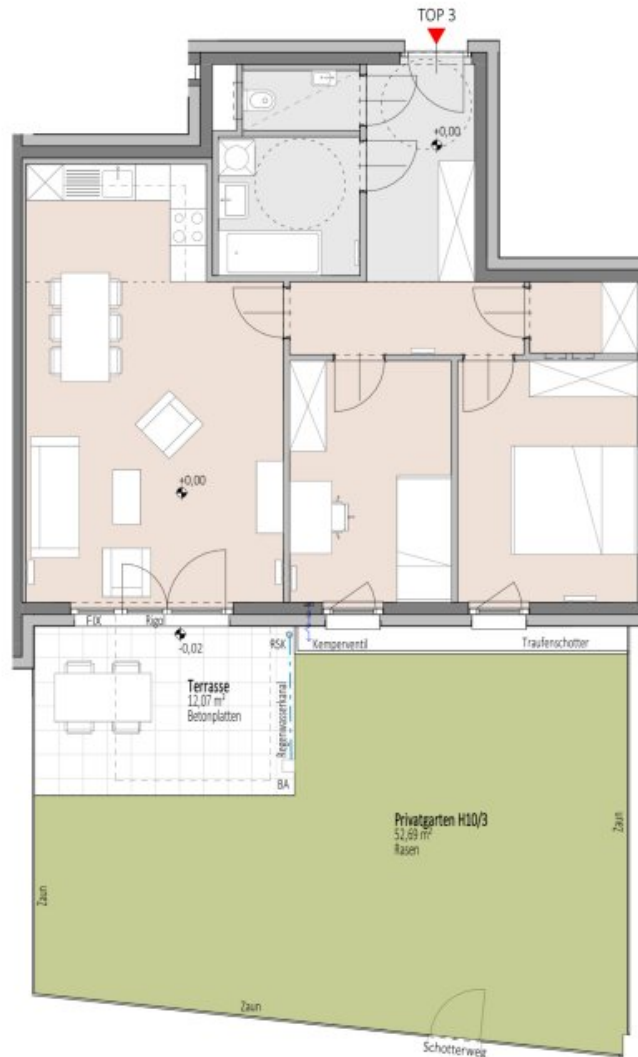 TOP 3
+0,00
+0,00
FIX
Rigol
-0,02
RSK
Kemperventil
Traufenschotter
Terrasse
12,07 m²
Betonplatten
Regenwasserkanal
BA
Privatgarten H10/3
52,69 m²
Rasen
Zaun
Zaun
Zaun
Schotterweg